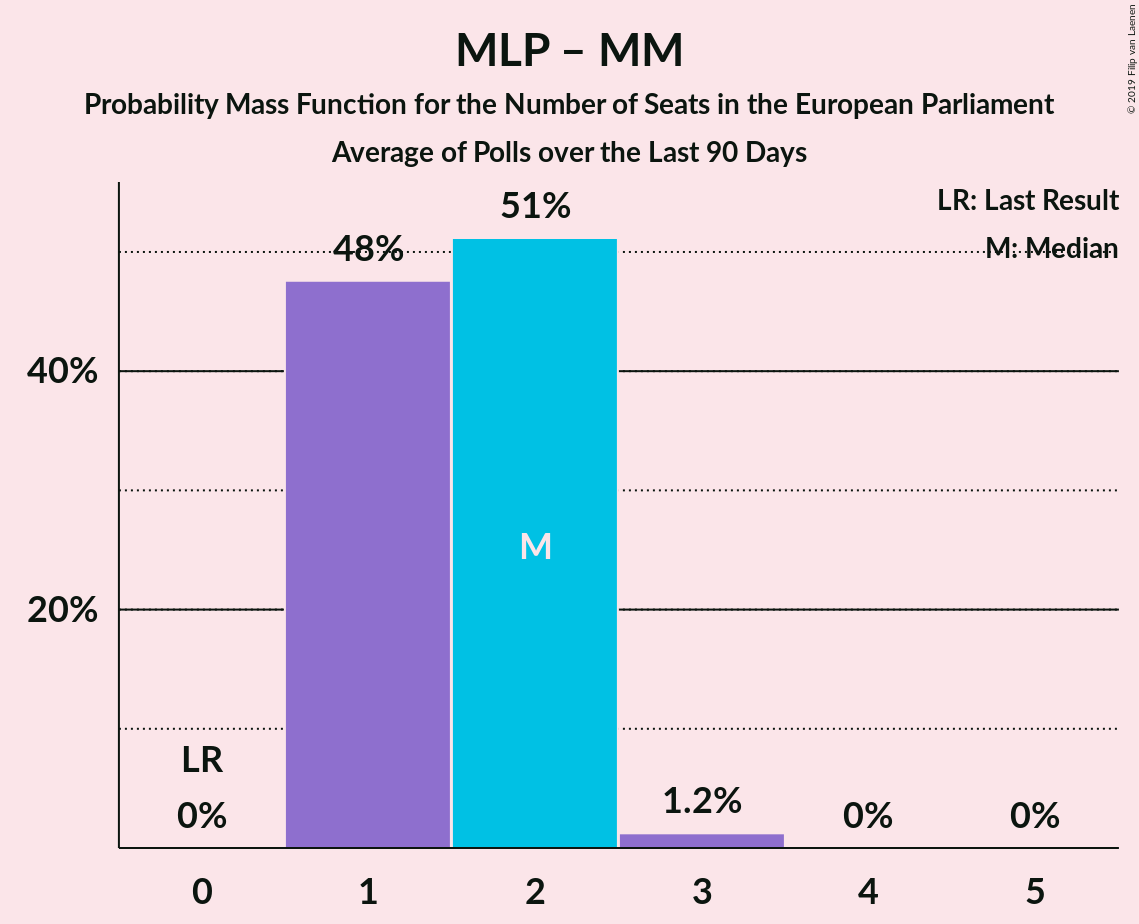 MLP – MM
Probability Mass Function for the Number of Seats in the European Parliament
Average of Polls over the Last 90 Days
© 2019 Filip van Laenen
LR: Last Result
M: Median
51%
48%
40%
M
20%
LR
0%
1.2%
0%
0%
0 1 2 3 4 5